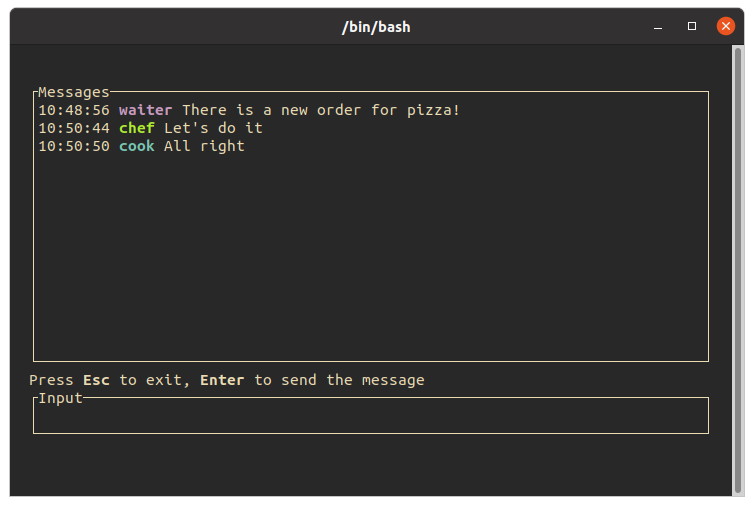 /bin/bash
Messages
10:48:56 waiter There is a new order for pizza!
10:50:44 chef Let's do it
10:50:50 cook All right
Press Esc to exit, Enter to send the message
Input